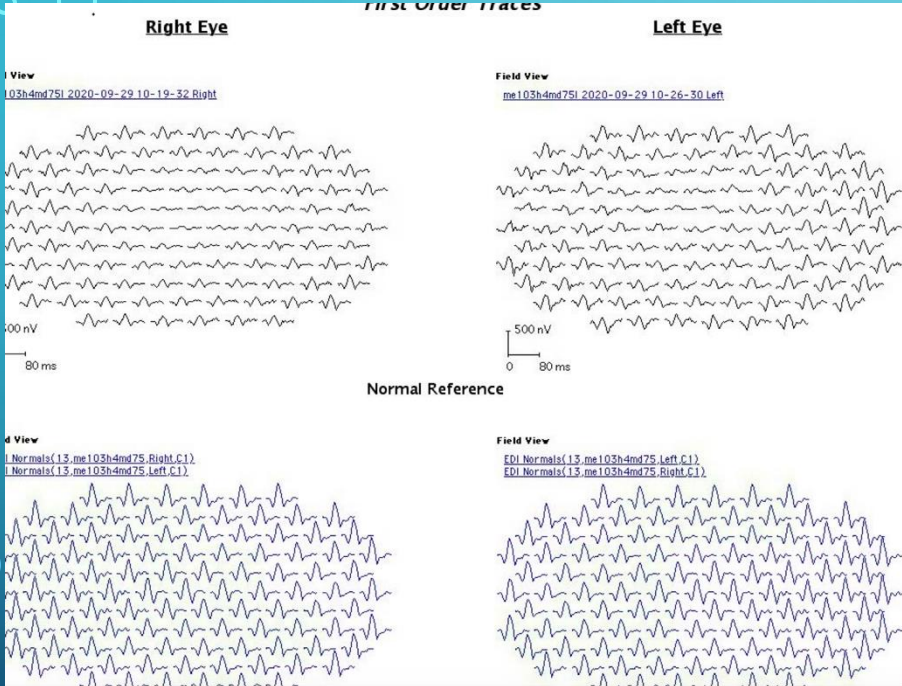 First Order Traces
Right Eye
Left Eye
View
103h4md75l 2020-09-29 10-19-32 Right
Field View
me103h4md75l 2020-09-29 10-26-30 Left
500 nV
80 ms
500 nV
0 80 ms
Normal Reference
d View
l Normals(13,me103h4md75,Right,C1)
l Normals(13,me103h4md75,Left,C1)
Field View
EDI Normals(13,me103h4md75,Left,C1)
EDI Normals(13,me103h4md75,Right,C1)